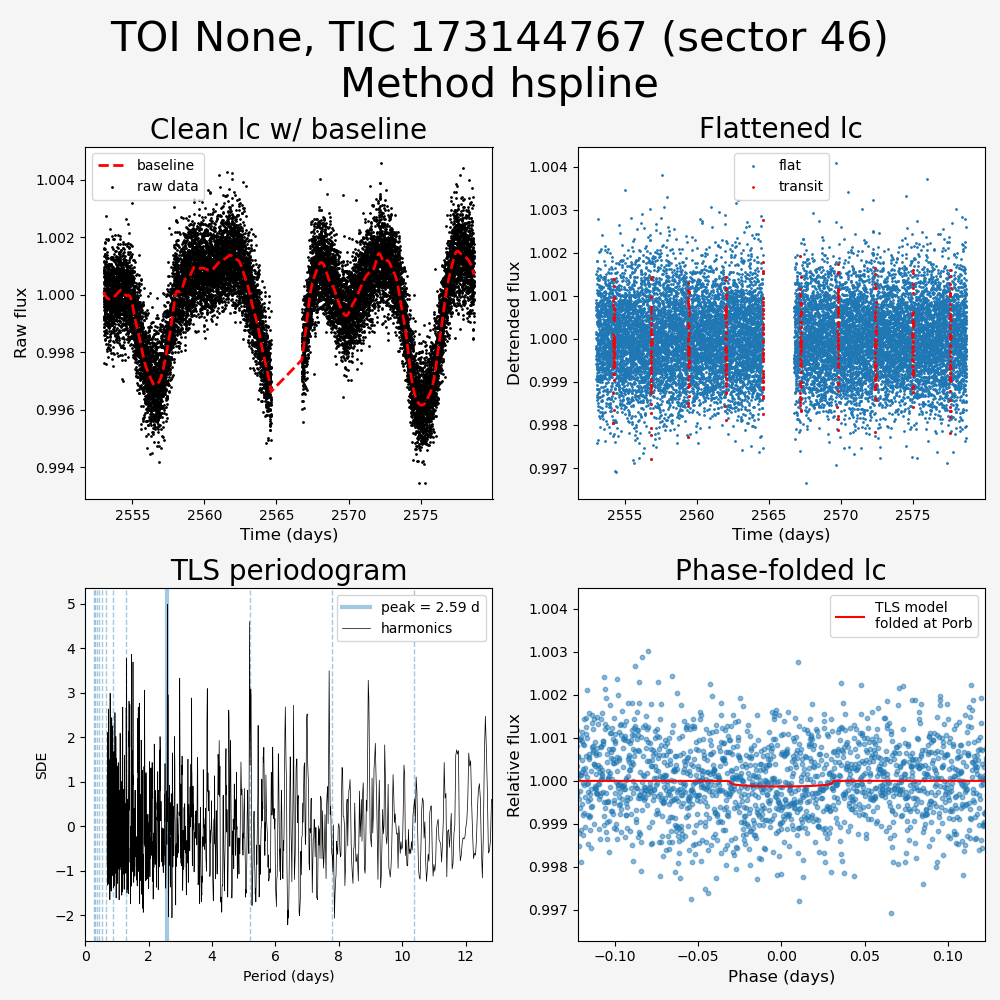 TOI None, TIC 173144767 (sector 46)
Method hspline
Clean lc w/ baseline
baseline
raw data
1.004
1.002
1.000
0.998
0.996
0.994
Raw flux
2555
2560
2565
2570
2575
Time (days)
Flattened lc
flat
transit
1.004
1.003
1.002
1.001
1.000
0.999
0.998
0.997
Detrended flux
2555
2560
2565
2570
2575
Time (days)
TLS periodogram
peak = 2.59 d
harmonics
5
4
3
2
1
0
−1
−2
SDE
0
2
4
6
8
10
12
Period (days)
Phase-folded lc
TLS model
folded at Porb
1.004
1.003
1.002
1.001
1.000
0.999
0.998
0.997
Relative flux
−0.10
−0.05
0.00
0.05
0.10
Phase (days)